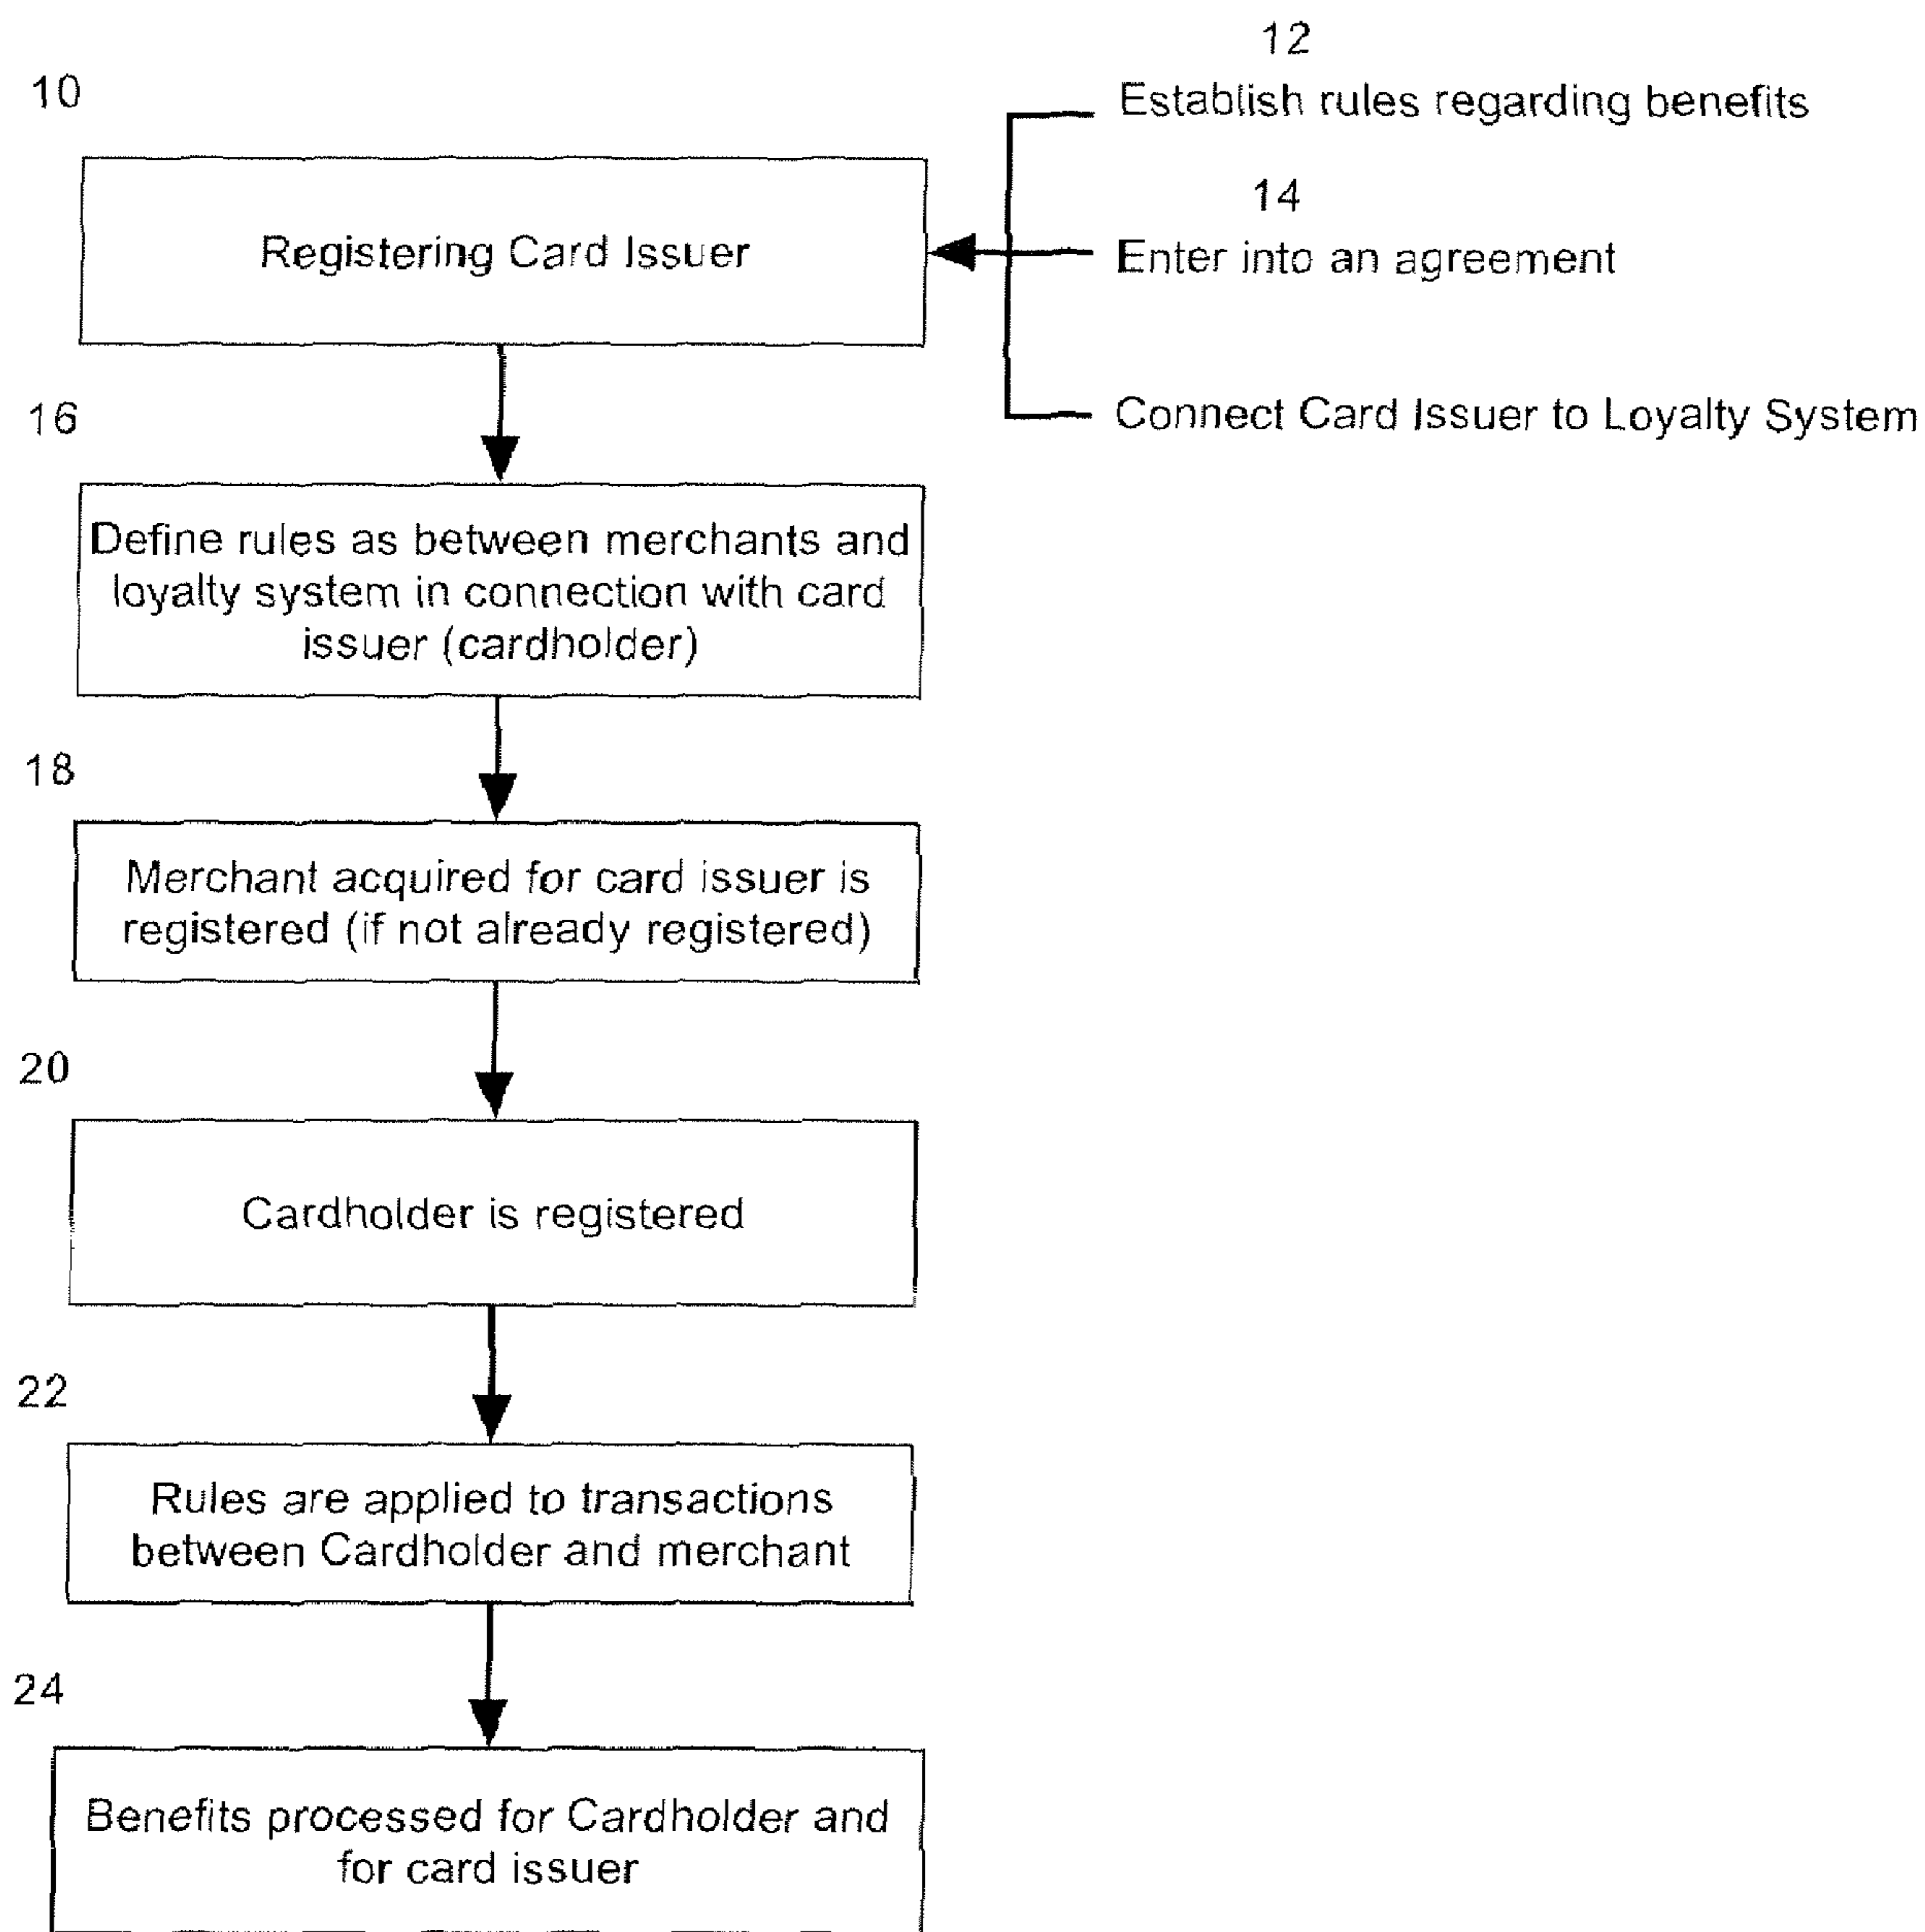 12
10
Establish rules regarding benefits
14
Registering Card Issuer
Enter into an agreement
16
Connect Card Issuer to Loyalty System
Define rules as between merchants and
loyalty system in connection with card
issuer (cardholder)
18
Merchant acquired for card issuer is
registered (if not already registered)
20
Cardholder is registered
22
Rules are applied to transactions
between Cardholder and merchant
24
Benefits processed for Cardholder and
for card issuer